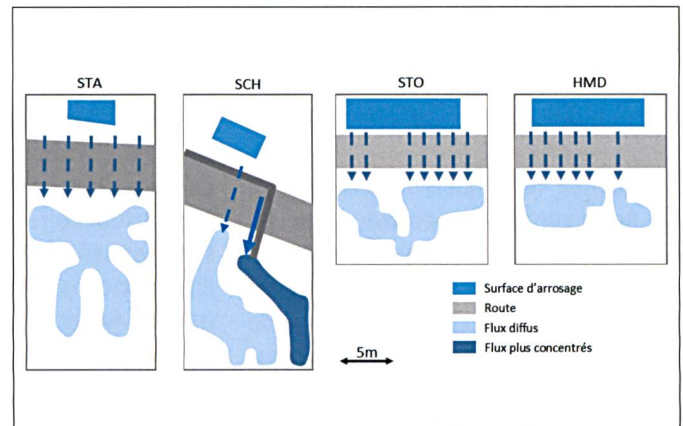 STA
SCH
STO
HMD
Surface d'arrosage
Route
Flux diffus
Flux plus concentrés
5m